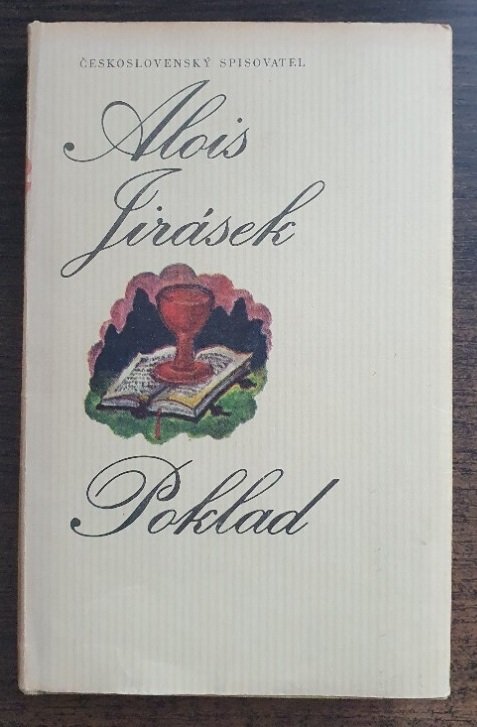 ČESKOSLOVENSKÝ SPISOVATEL
Alois
Jirásek
Poklad